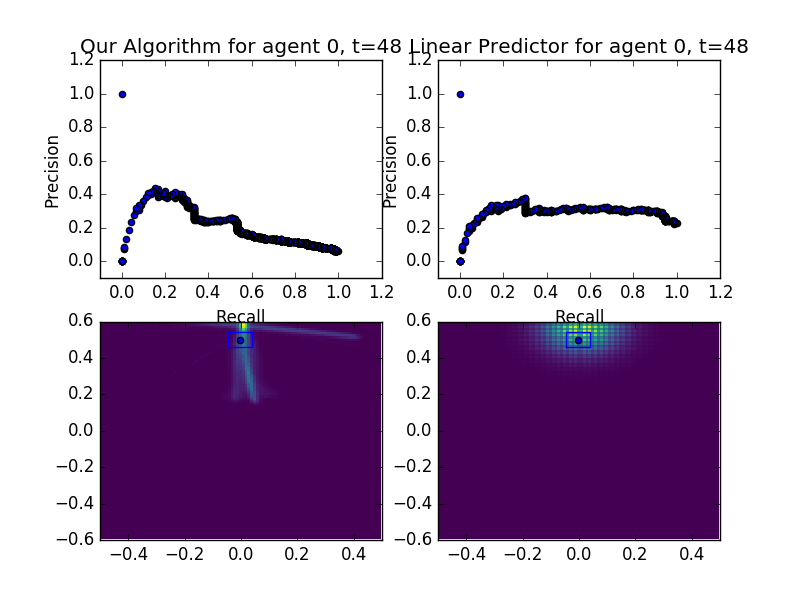 Our Algorithm for agent 0, t=48
Linear Predictor for agent 0, t=48
1.2
1.0
0.8
0.6
0.4
0.2
0.0
Precision
0.0 0.2 0.4 0.6 0.8 1.0 1.2
Recall
1.2
1.0
0.8
0.6
0.4
0.2
0.0
Precision
0.0 0.2 0.4 0.6 0.8 1.0 1.2
Recall
0.6
0.4
0.2
0.0
−0.2
−0.4
−0.6
−0.4 −0.2 0.0 0.2 0.4
0.6
0.4
0.2
0.0
−0.2
−0.4
−0.6
−0.4 −0.2 0.0 0.2 0.4